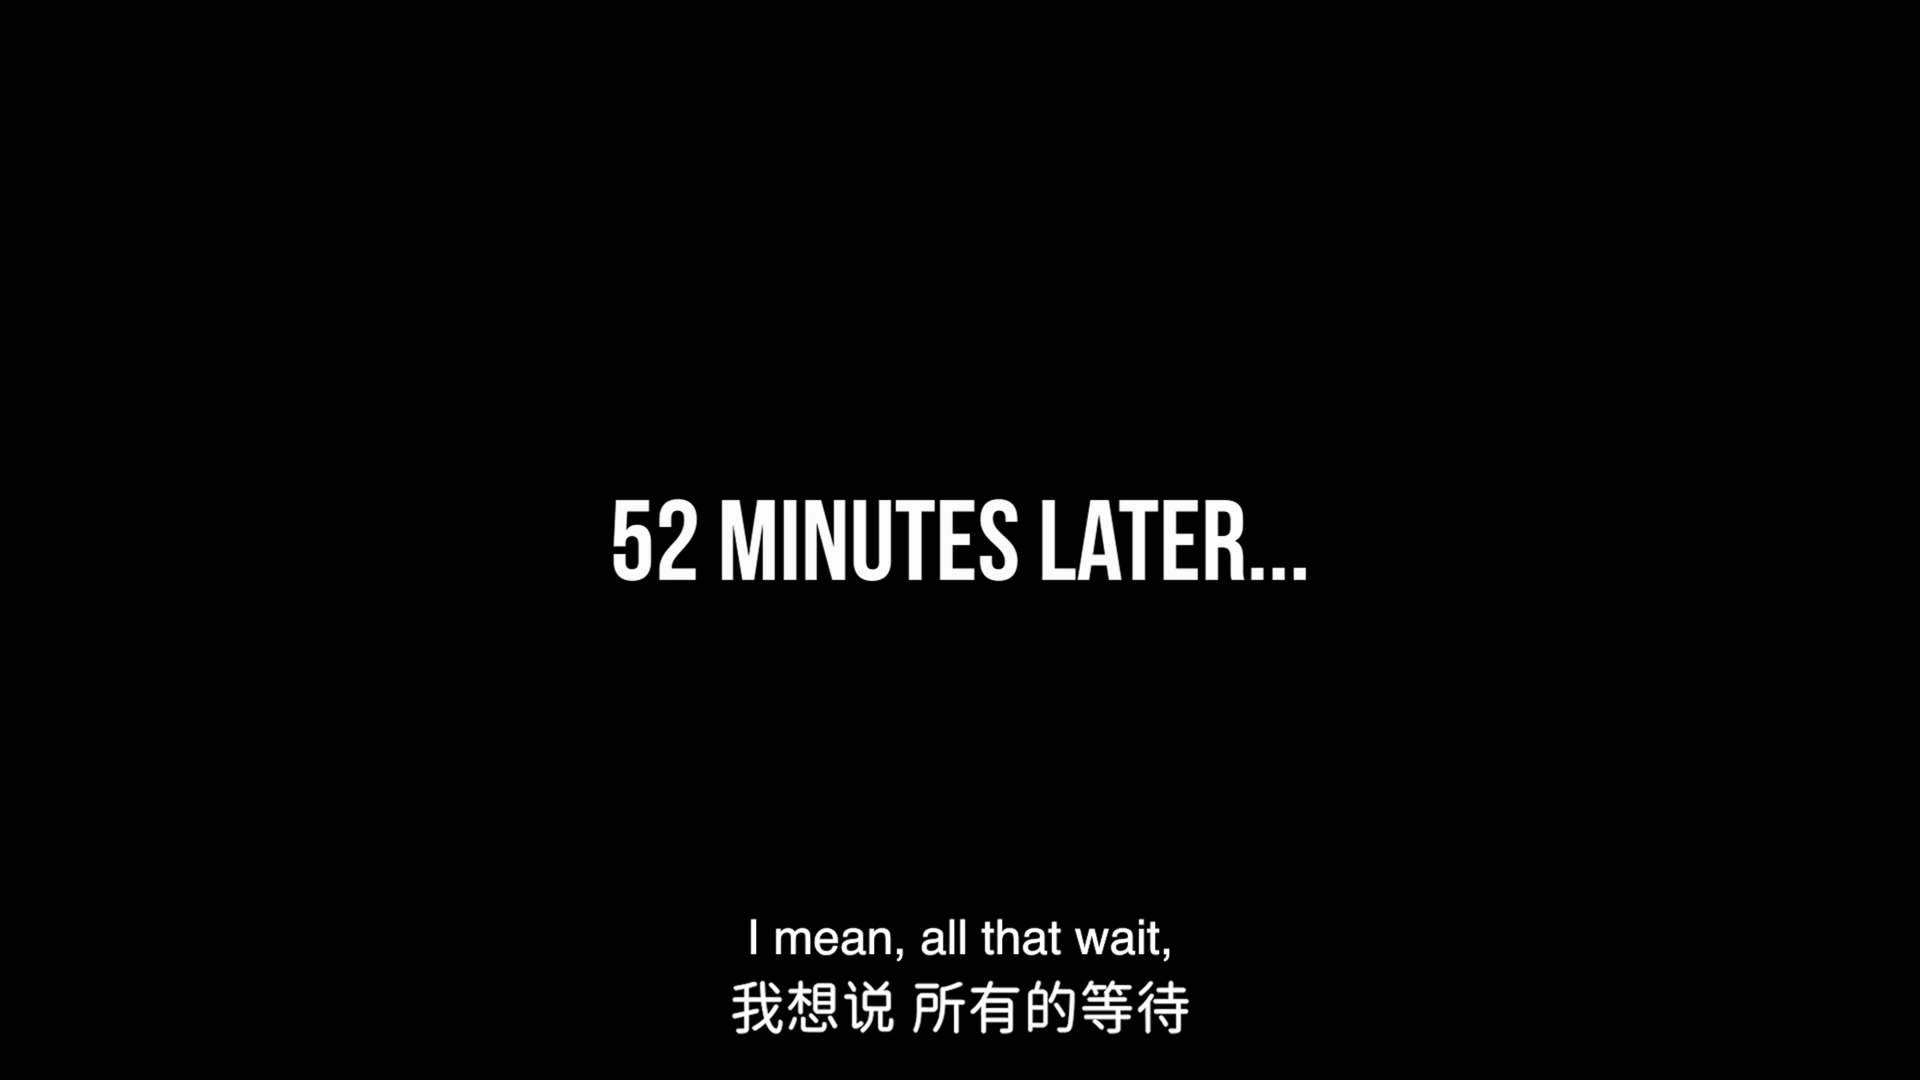 52 MINUTES LATER...
I mean, all that wait,
我想说 所有的等待